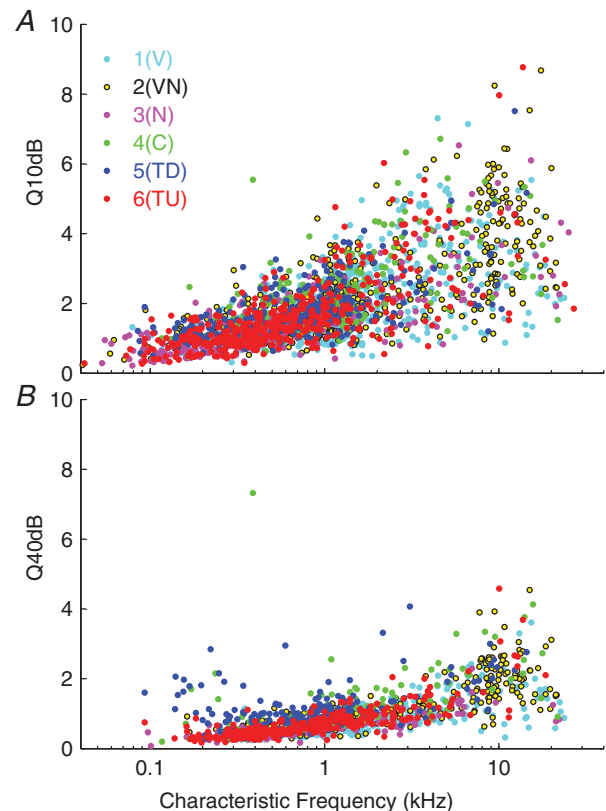 A
10
8
6
4
2
0
Q10dB
1(V)
2(VN)
3(N)
4(C)
5(TD)
6(TU)
B
10
8
6
4
2
0
Q40dB
0.1 1 10
Characteristic Frequency (kHz)